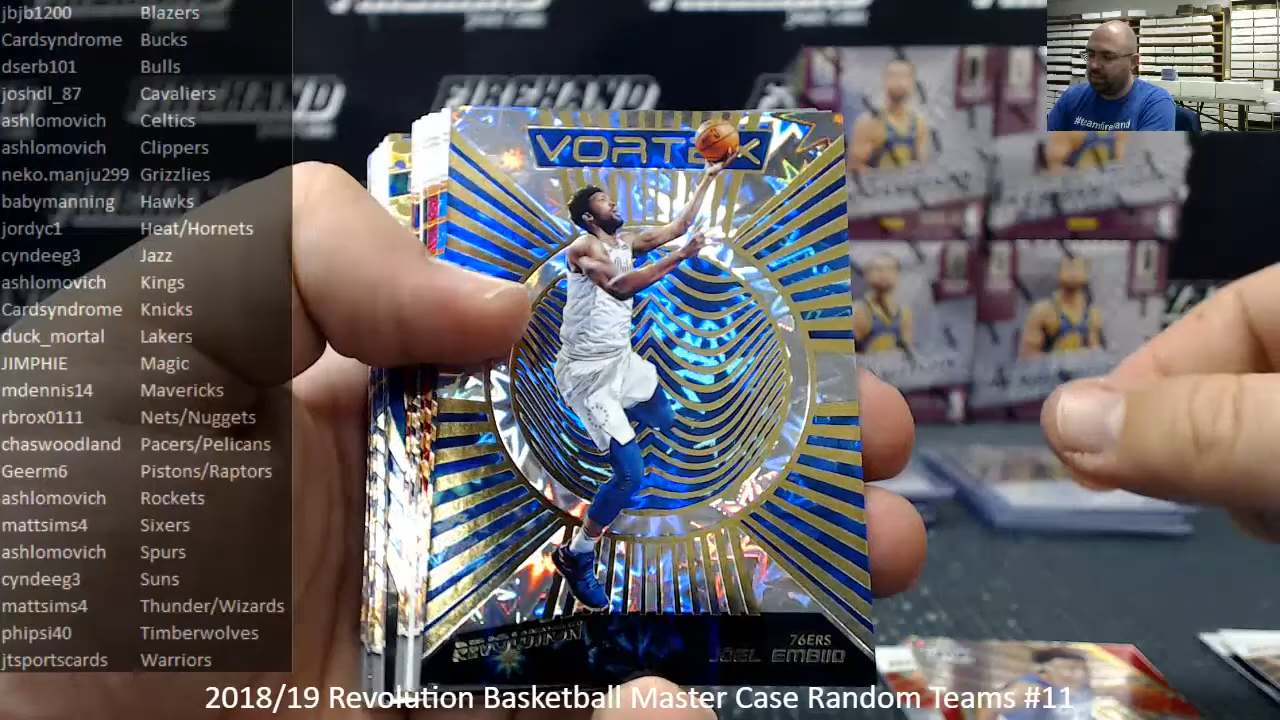 jbjb1200 Blazers
Cardsyndrome Bucks
dserb101 Bulls
joshdl_87 Cavaliers
ashlomovich Celtics
ashlomovich Clippers
neko.manju299 Grizzlies
babymanning Hawks
jordyc1 Heat/Hornets
cyndeeg3 Jazz
ashlomovich Kings
Cardsyndrome Knicks
duck_mortal Lakers
JIMPHIE Magic
mdennis14 Mavericks
rbrox0111 Nets/Nuggets
chaswoodland Pacers/Pelicans
Geerm6 Pistons/Raptors
ashlomovich Rockets
mattsims4 Sixers
ashlomovich Spurs
cyndeeg3 Suns
mattsims4 Thunder/Wizards
phipsi40 Timberwolves
jtsportscards Warriors
FIREHAND
#teamfireland
VORTEX
REVOLUTION
76ERS
JOEL EMBIID
2018/19 Revolution Basketball Master Case Random Teams #11